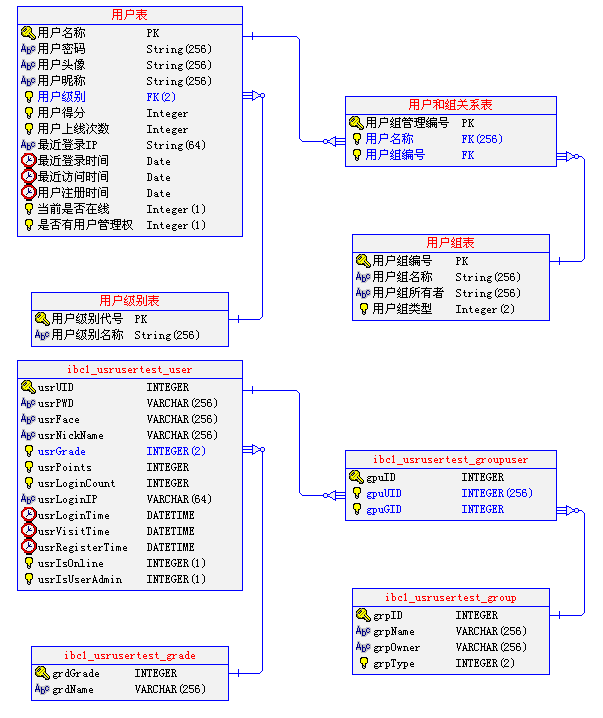 用户表
用户名称 PK
用户密码 String(256)
用户头像 String(256)
用户昵称 String(256)
用户级别 FK(2)
用户得分 Integer
用户上线次数 Integer
最近登录IP String(64)
最近登录时间 Date
最近访问时间 Date
用户注册时间 Date
当前是否在线 Integer(1)
是否有用户管理权 Integer(1)
用户和组关系表
用户组管理编号 PK
用户名称 FK(256)
用户组编号 FK
用户组表
用户组编号 PK
用户组名称 String(256)
用户组所有者 String(256)
用户组类型 Integer(2)
用户级别表
用户级别代号 PK
用户级别名称 String(256)
ibc1_usrusertest_user
usrUID INTEGER
usrPWD VARCHAR(256)
usrFace VARCHAR(256)
usrNickName VARCHAR(256)
usrGrade INTEGER(2)
usrPoints INTEGER
usrLoginCount INTEGER
usrLoginIP VARCHAR(64)
usrLoginTime DATETIME
usrVisitTime DATETIME
usrRegisterTime DATETIME
usrIsOnline INTEGER(1)
usrIsUserAdmin INTEGER(1)
ibc1_usrusertest_groupuser
gpuID INTEGER
gpuUID INTEGER(256)
gpuGID INTEGER
ibc1_usrusertest_group
grpID INTEGER
grpName VARCHAR(256)
grpOwner VARCHAR(256)
grpType INTEGER(2)
ibc1_usrusertest_grade
grdGrade INTEGER
grdName VARCHAR(256)